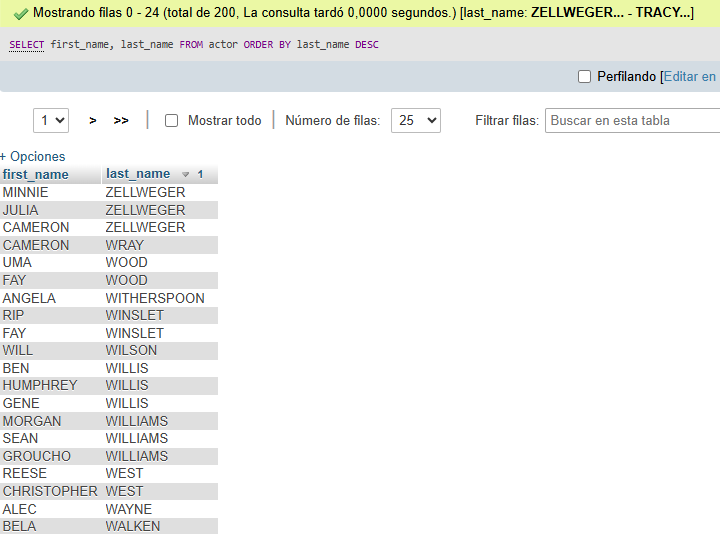 Mostrando filas 0 - 24 (total de 200, La consulta tardó 0,0000 segundos.) [last_name: ZELLWEGER... - TRACY...]
SELECT first_name, last_name FROM actor ORDER BY last_name DESC
Perfilando [Editar en
1 > >> Mostrar todo Número de filas: 25 Filtrar filas: Buscar en esta tabla
+ Opciones
first_name last_name 1
MINNIE ZELLWEGER
JULIA ZELLWEGER
CAMERON ZELLWEGER
CAMERON WRAY
UMA WOOD
FAY WOOD
ANGELA WITHERSPOON
RIP WINSLET
FAY WINSLET
WILL WILSON
BEN WILLIS
HUMPHREY WILLIS
GENE WILLIS
MORGAN WILLIAMS
SEAN WILLIAMS
GROUCHO WILLIAMS
REESE WEST
CHRISTOPHER WEST
ALEC WAYNE
BELA WALKEN